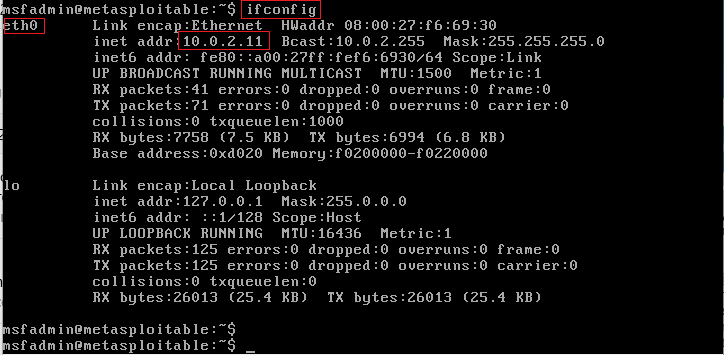 msfadmin@metasploitable:~$ ifconfig
eth0 Link encap:Ethernet HWaddr 08:00:27:f6:69:30
inet addr:10.0.2.11 Bcast:10.0.2.255 Mask:255.255.255.0
inet6 addr: fe80::a00:27ff:fef6:6930/64 Scope:Link
UP BROADCAST RUNNING MULTICAST MTU:1500 Metric:1
RX packets:41 errors:0 dropped:0 overruns:0 frame:0
TX packets:71 errors:0 dropped:0 overruns:0 carrier:0
collisions:0 txqueuelen:1000
RX bytes:7758 (7.5 KB) TX bytes:6994 (6.8 KB)
Base address:0xd020 Memory:f0200000-f0220000
lo Link encap:Local Loopback
inet addr:127.0.0.1 Mask:255.0.0.0
inet6 addr: ::1/128 Scope:Host
UP LOOPBACK RUNNING MTU:16436 Metric:1
RX packets:125 errors:0 dropped:0 overruns:0 frame:0
TX packets:125 errors:0 dropped:0 overruns:0 carrier:0
collisions:0 txqueuelen:0
RX bytes:26013 (25.4 KB) TX bytes:26013 (25.4 KB)
msfadmin@metasploitable:~$
msfadmin@metasploitable:~$ _